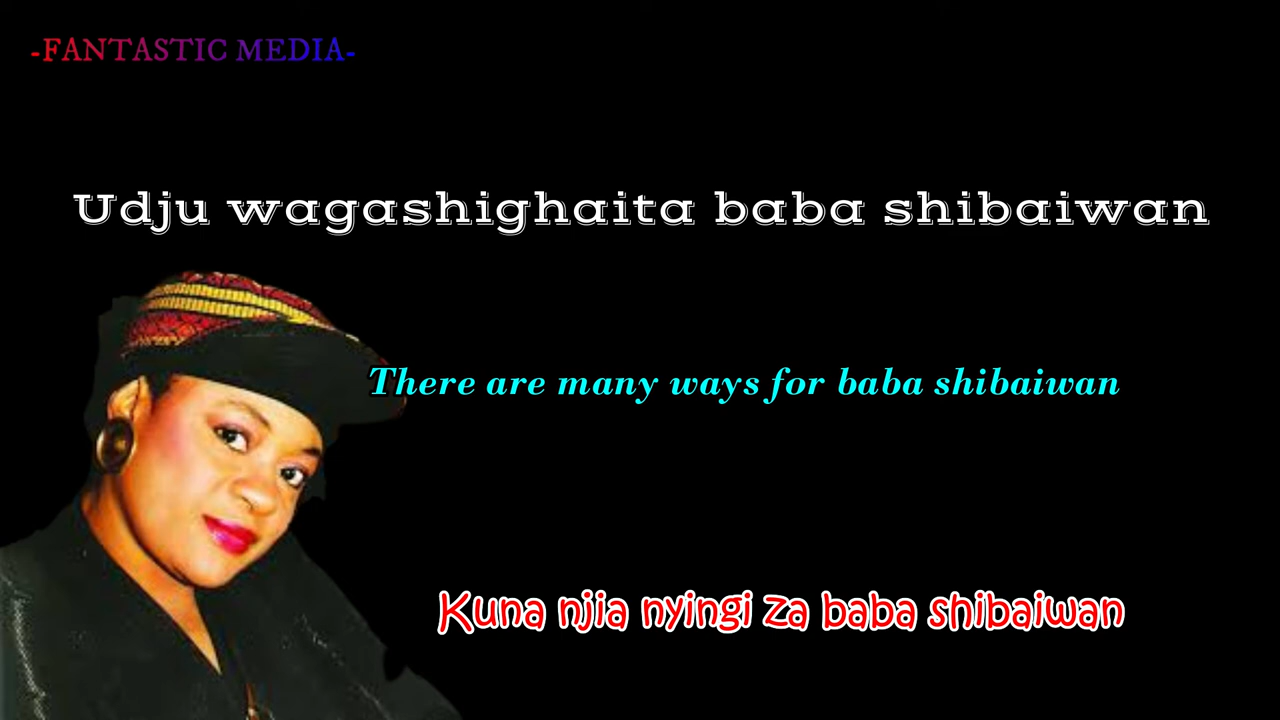 -FANTASTIC MEDIA-
Udju wagashighaita baba shibaiwan
There are many ways for baba shibaiwan
Kuna njia nyingi za baba shibaiwan